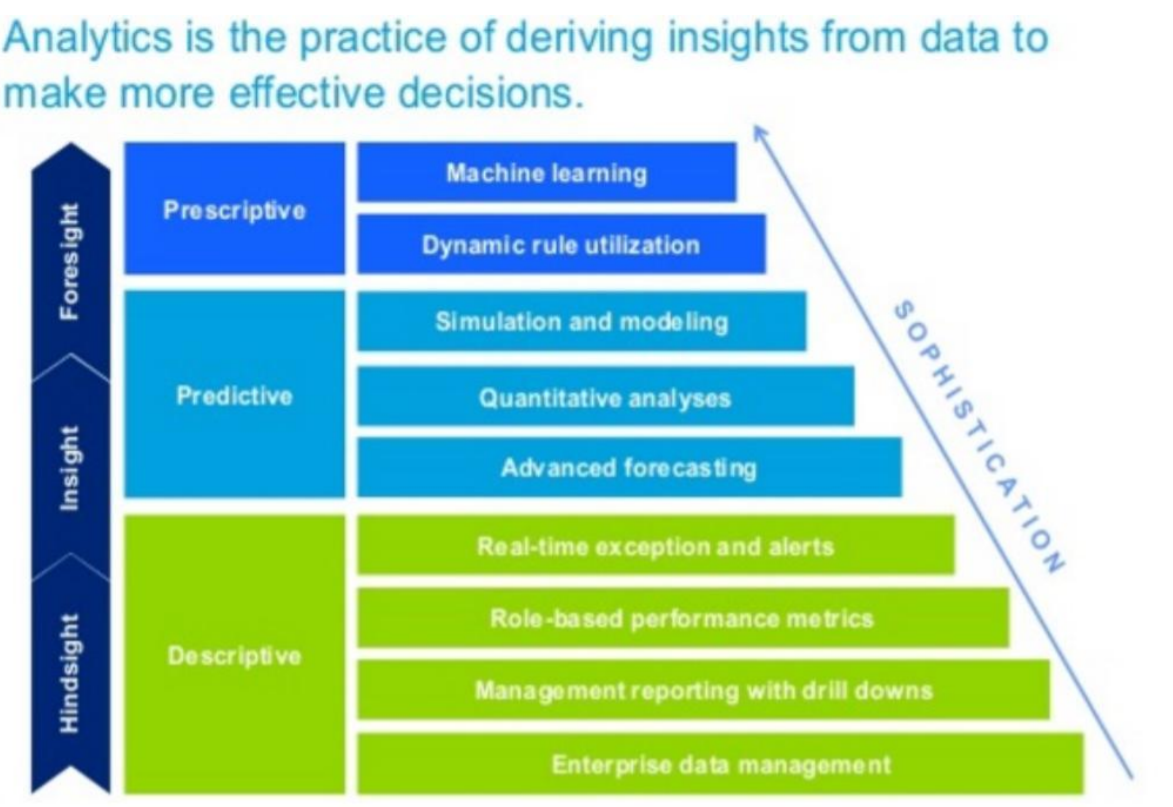 Analytics is the practice of deriving insights from data to
make more effective decisions.
Foresight
Insight
Hindsight
Prescriptive
Machine learning
Dynamic rule utilization
Predictive
Simulation and modeling
Quantitative analyses
Advanced forecasting
Descriptive
Real-time exception and alerts
Role-based performance metrics
Management reporting with drill downs
Enterprise data management
SOPHISTICATION